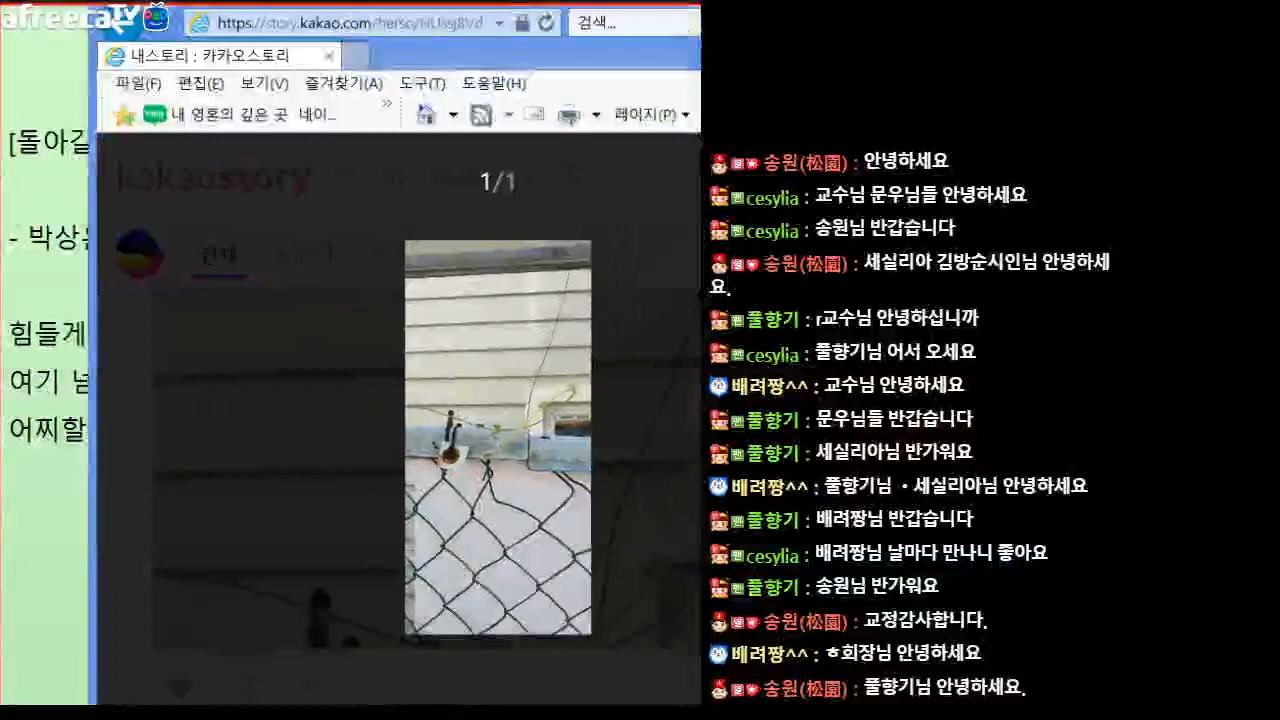 afreecaTV
검색...
내스토리 : 카카오스토리
파일(F) 편집(E) 보기(V) 즐겨찾기(A) 도구(T) 도움말(H)
내 영혼의 깊은 곳 네이...
페이지(P)
[돌아갈
- 박상
힘들게
여기 넘
어찌할
kakaostory
1/1
전체
송원(松園) : 안녕하세요
cesylia : 교수님 문우님들 안녕하세요
cesylia : 송원님 반갑습니다
송원(松園) : 세실리아 김방순시인님 안녕하세
요.
풀향기 : r교수님 안녕하십니까
cesylia : 풀향기님 어서 오세요
배려짱^^ : 교수님 안녕하세요
풀향기 : 문우님들 반갑습니다
풀향기 : 세실리아님 반가워요
배려짱^^ : 풀향기님 · 세실리아님 안녕하세요
풀향기 : 배려짱님 반갑습니다
cesylia : 배려짱님 날마다 만나니 좋아요
풀향기 : 송원님 반가워요
송원(松園) : 교정감사합니다.
배려짱^^ : ㅎ회장님 안녕하세요
송원(松園) : 풀향기님 안녕하세요.